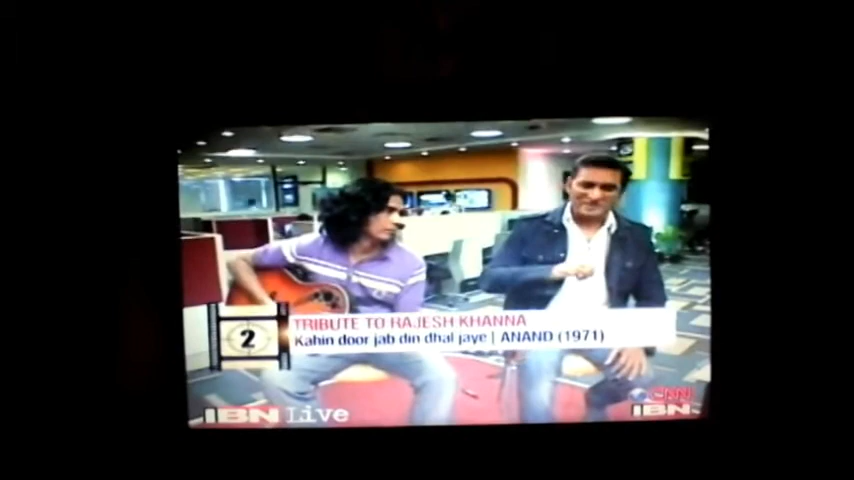 2
TRIBUTE TO RAJESH KHANNA
Kahin door jab din dhal jaye | ANAND (1971)
IBN Live
CNN
IBN